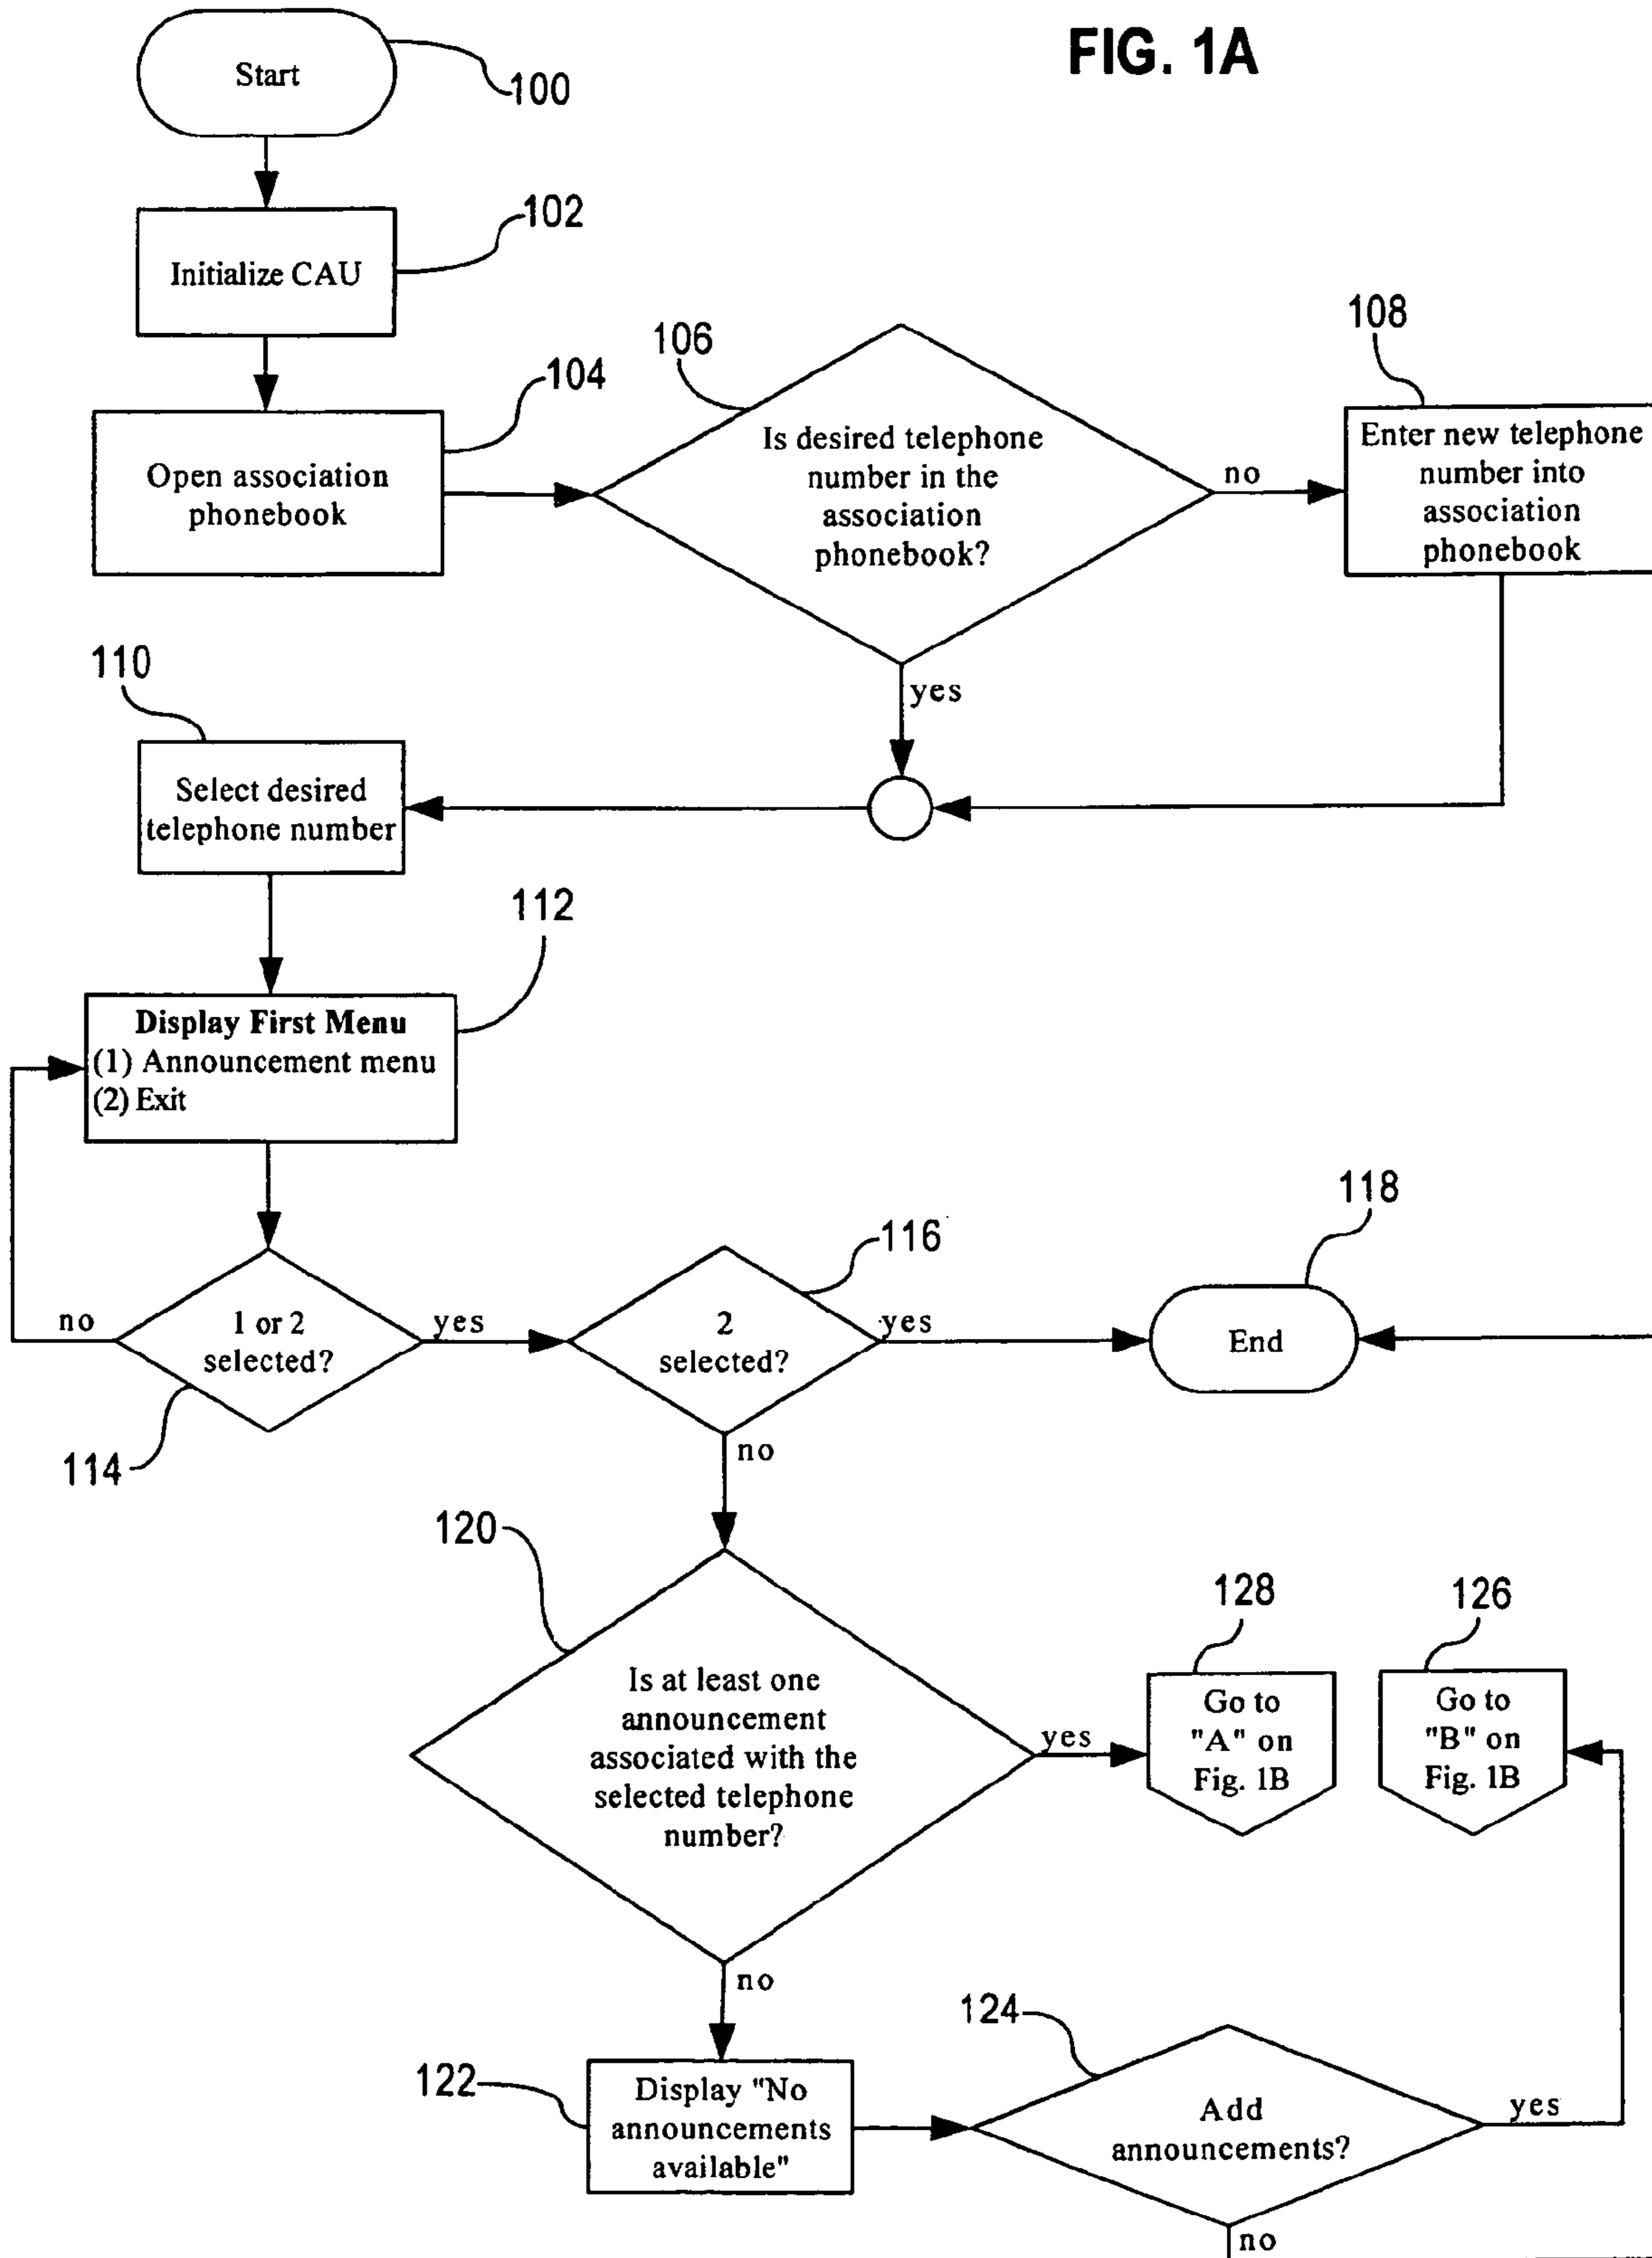 FIG. 1A
Start
100
Initialize CAU
102
Open association
phonebook
104
106
Is desired telephone
number in the
association
phonebook?
no
yes
108
Enter new telephone
number into
association
phonebook
110
Select desired
telephone number
112
Display First Menu
(1) Announcement menu
(2) Exit
no
1 or 2
selected?
yes
114
116
2
selected?
yes
no
118
End
120
Is at least one
announcement
associated with the
selected telephone
number?
yes
no
128
Go to
"A" on
Fig. 1B
126
Go to
"B" on
Fig. 1B
122
Display "No
announcements
available"
124
Add
announcements?
yes
no